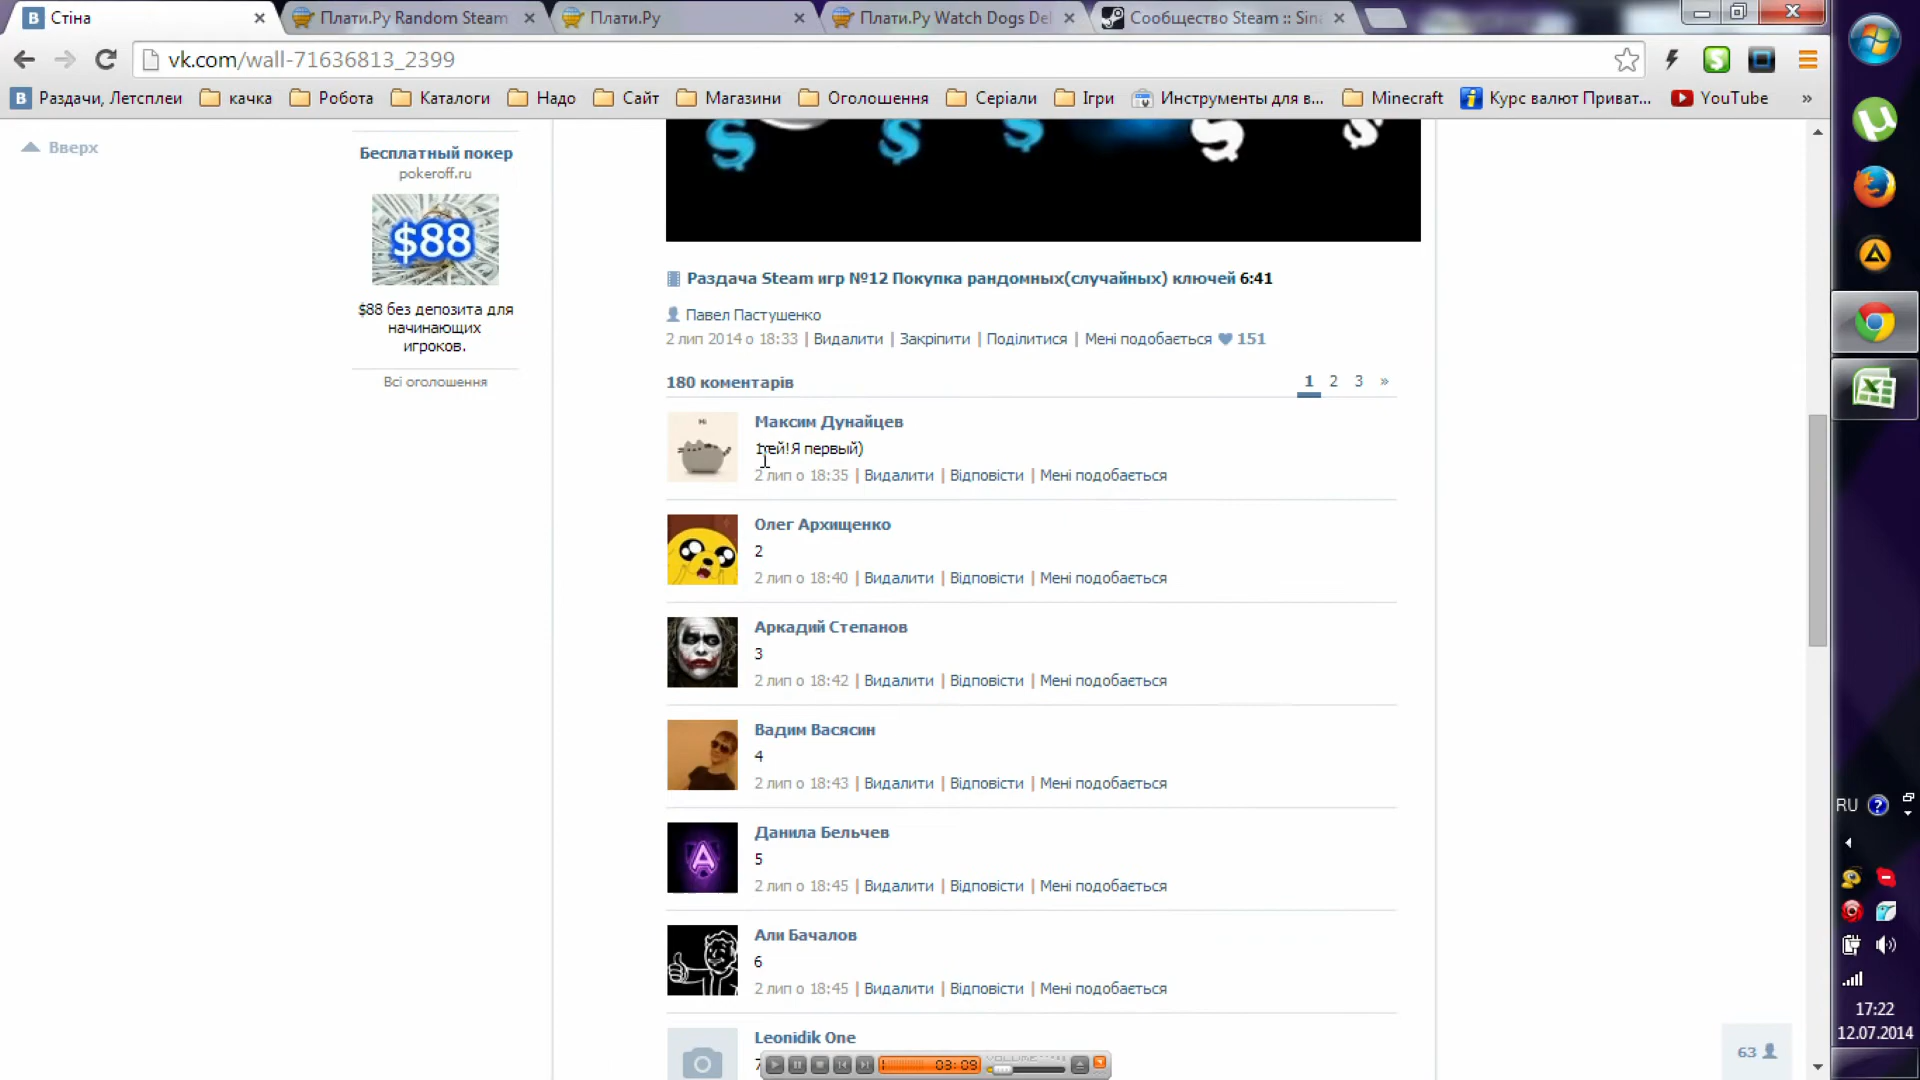 Стіна
Плати.Ру Random Steam
Плати.Ру
Плати.Ру Watch Dogs Del
Сообщество Steam :: Sina
vk.com/wall-71636813_2399
Раздачи, Летсплеи
качка
Робота
Каталоги
Надо
Сайт
Магазини
Оголошення
Серіали
Ігри
Инструменты для в...
Minecraft
Курс валют Приват...
YouTube
»
Вверх
Бесплатный покер
pokeroff.ru
$88
$88 без депозита для
начинающих
игроков.
Всі оголошення
Раздача Steam игр №12 Покупка рандомных(случайных) ключей 6:41
Павел Пастушенко
2 лип 2014 о 18:33 | Видалити | Закріпити | Поділитися | Мені подобається 151
180 коментарів
1 2 3 »
Hi
Максим Дунайцев
первый)
2 лип о 18:35 | Видалити | Відповісти | Мені подобається
Олег Архищенко
2
2 лип о 18:40 | Видалити | Відповісти | Мені подобається
Аркадий Степанов
3
2 лип о 18:42 | Видалити | Відповісти | Мені подобається
Вадим Васясин
4
2 лип о 18:43 | Видалити | Відповісти | Мені подобається
Данила Бельчев
5
2 лип о 18:45 | Видалити | Відповісти | Мені подобається
Али Бачалов
6
2 лип о 18:45 | Видалити | Відповісти | Мені подобається
Leonidik One
03:09
VOLUME
RU
17:22
12.07.2014
63